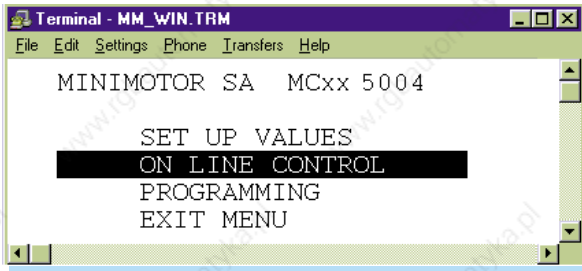 Terminal - MM_WIN.TRM
File Edit Settings Phone Transfers Help
MINIMOTOR SA MCxx 5004
SET UP VALUES
ON LINE CONTROL
PROGRAMMING
EXIT MENU